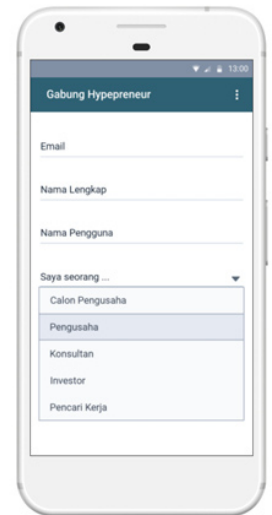 13:00
Gabung Hypepreneur
Email
Nama Lengkap
Nama Pengguna
Saya seorang ...
Calon Pengusaha
Pengusaha
Konsultan
Investor
Pencari Kerja